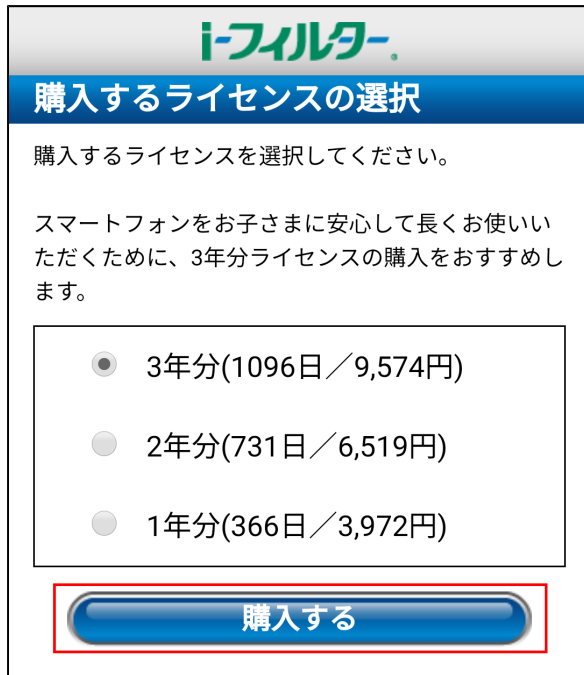 i-フィルター®
購入するライセンスの選択
購入するライセンスを選択してください。
スマートフォンをお子さまに安心して長くお使いい
ただくために、3年分ライセンスの購入をおすすめし
ます。
3年分(1096日／9,574円)
2年分(731日／6,519円)
1年分(366日／3,972円)
購入する